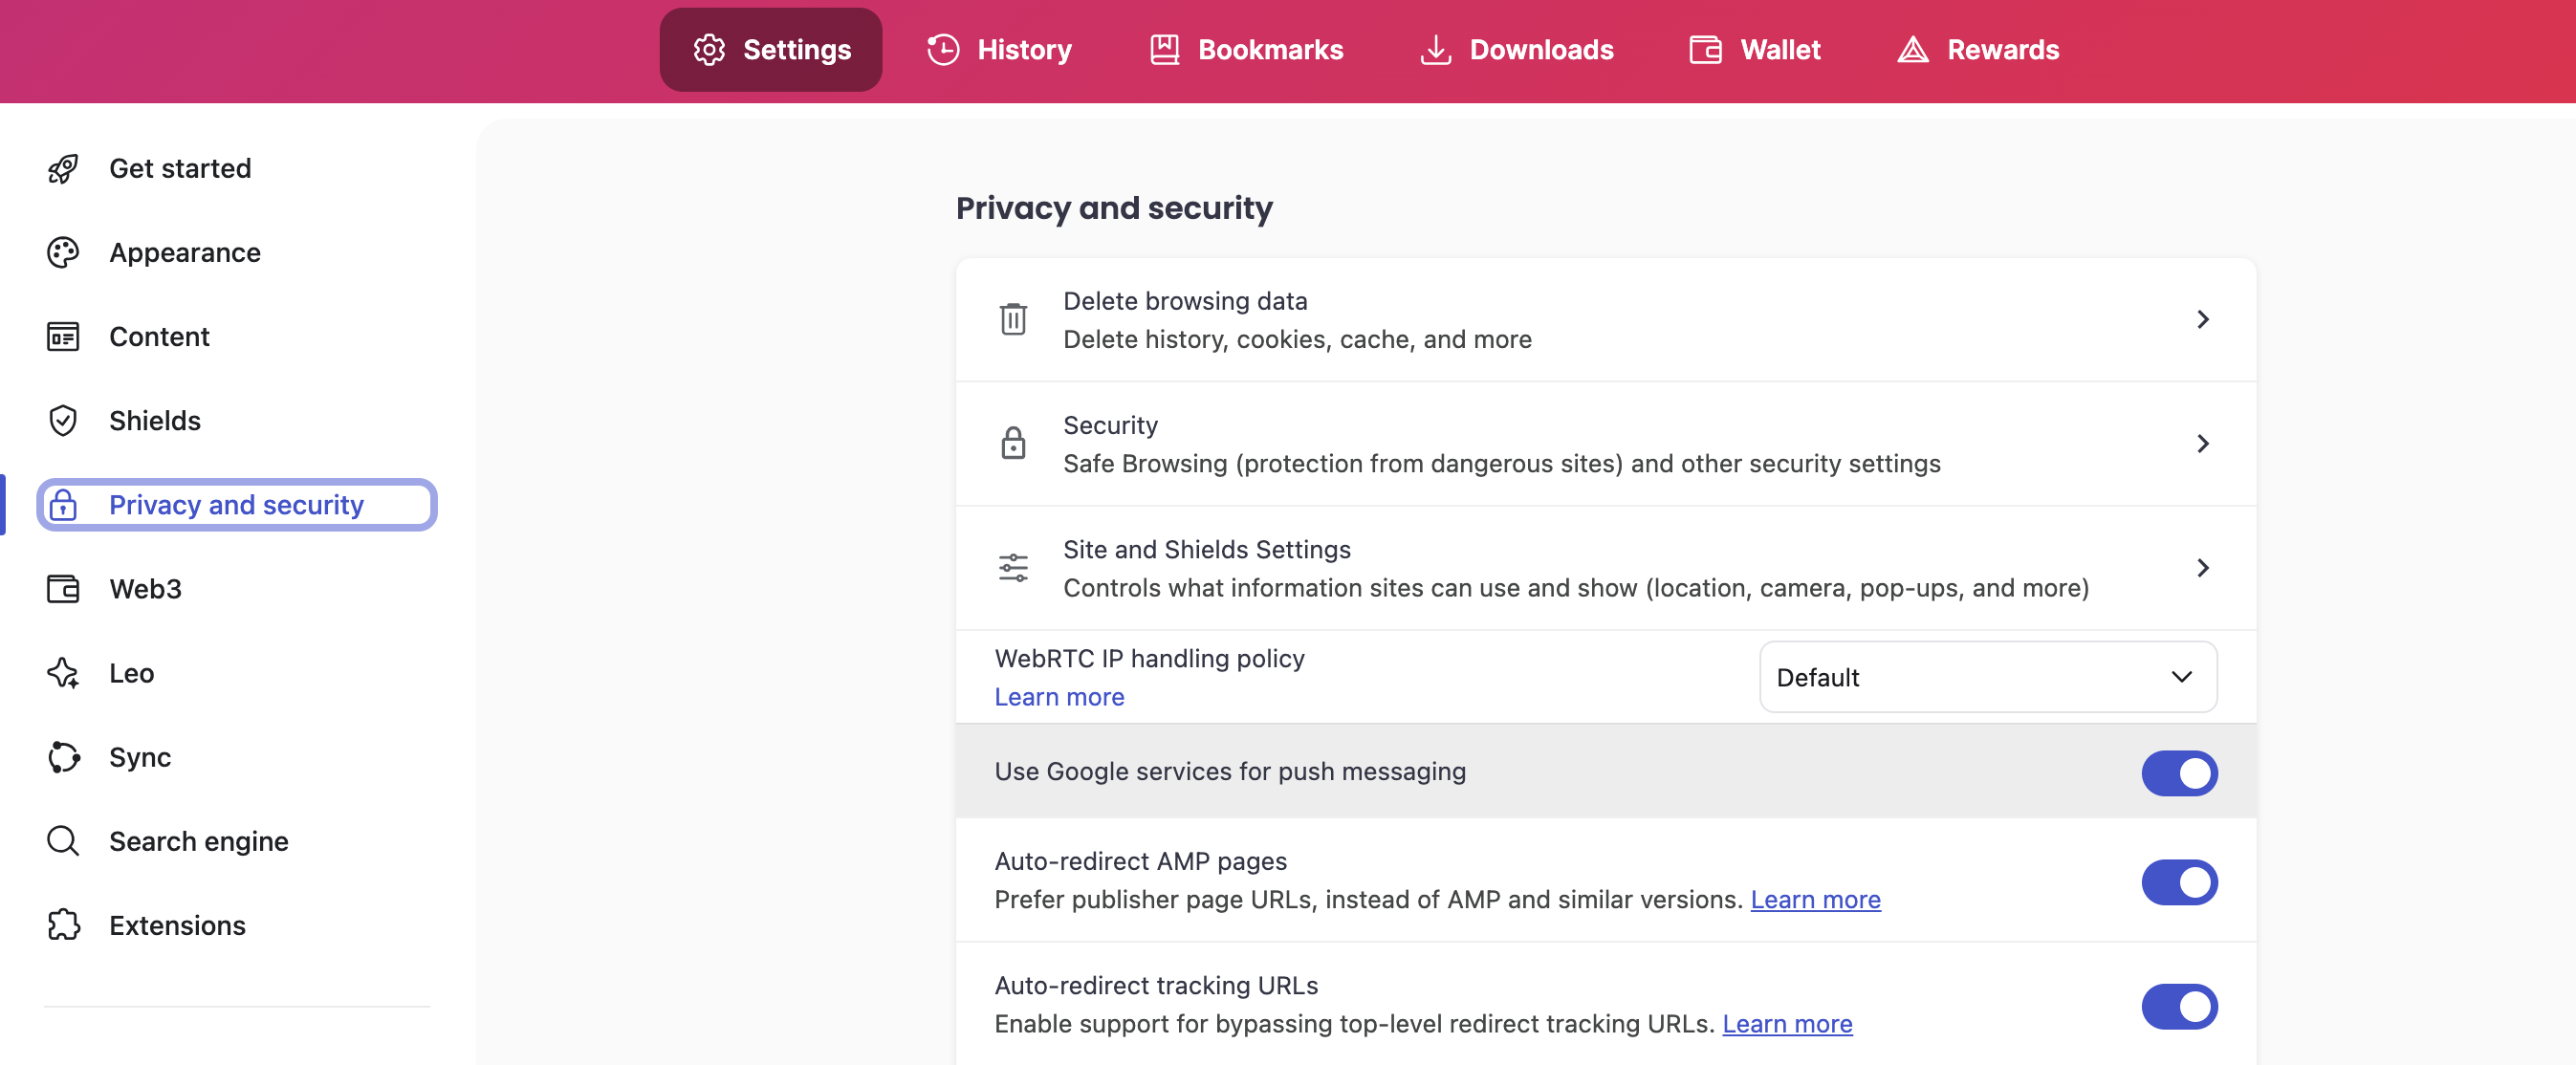 Settings
History
Bookmarks
Downloads
Wallet
Rewards
Get started
Appearance
Content
Shields
Privacy and security
Web3
Leo
Sync
Search engine
Extensions
Privacy and security
Delete browsing data
Delete history, cookies, cache, and more
Security
Safe Browsing (protection from dangerous sites) and other security settings
Site and Shields Settings
Controls what information sites can use and show (location, camera, pop-ups, and more)
WebRTC IP handling policy
Learn more
Default
Use Google services for push messaging
Auto-redirect AMP pages
Prefer publisher page URLs, instead of AMP and similar versions. Learn more
Auto-redirect tracking URLs
Enable support for bypassing top-level redirect tracking URLs. Learn more